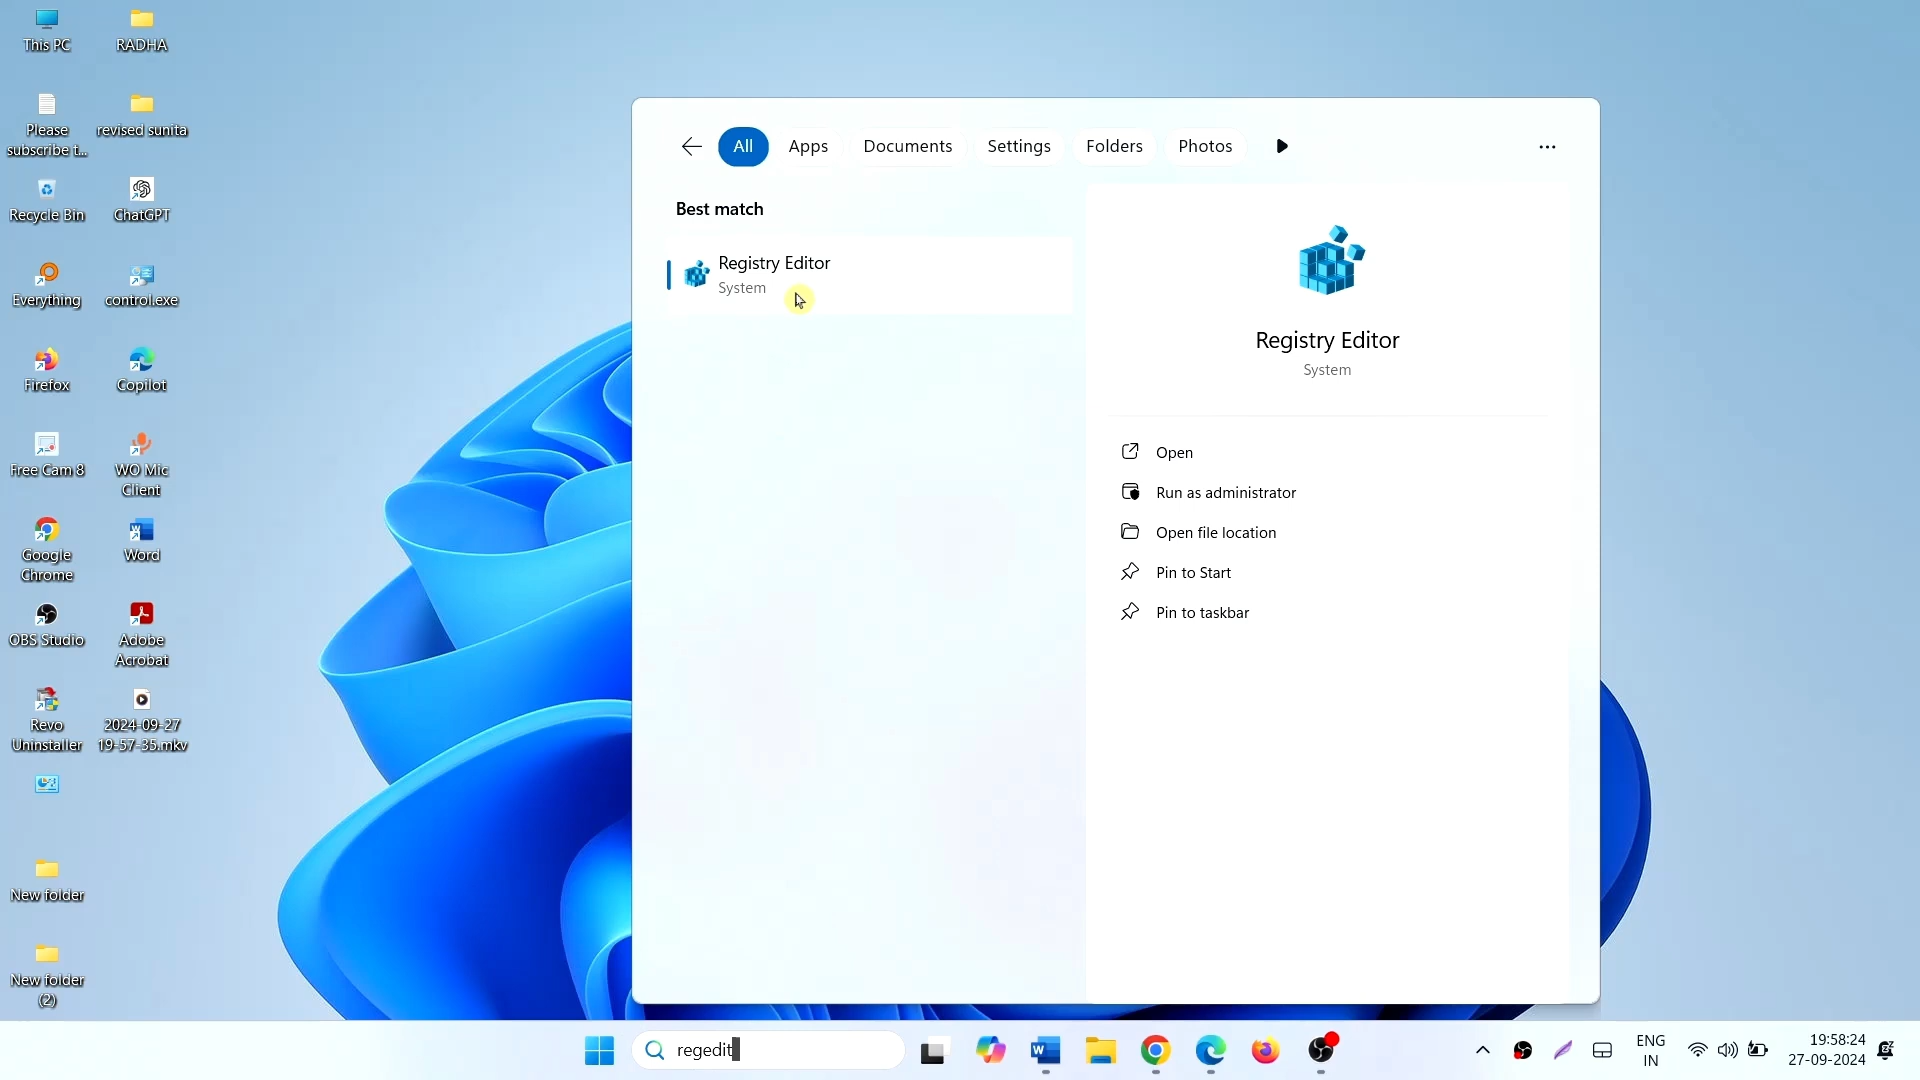 This PC
RADHA
Please
subscribe t...
revised sunita
Recycle Bin
ChatGPT
Everything
control.exe
Firefox
Copilot
Free Cam 8
WO Mic
Client
Google
Chrome
Word
OBS Studio
Adobe
Acrobat
Revo
Uninstaller
2024-09-27
19-57-35.mkv
New folder
New folder
(2)
All
Apps
Documents
Settings
Folders
Photos
Best match
Registry Editor
System
Registry Editor
System
Open
Run as administrator
Open file location
Pin to Start
Pin to taskbar
regedit
ENG
IN
19:58:24
27-09-2024